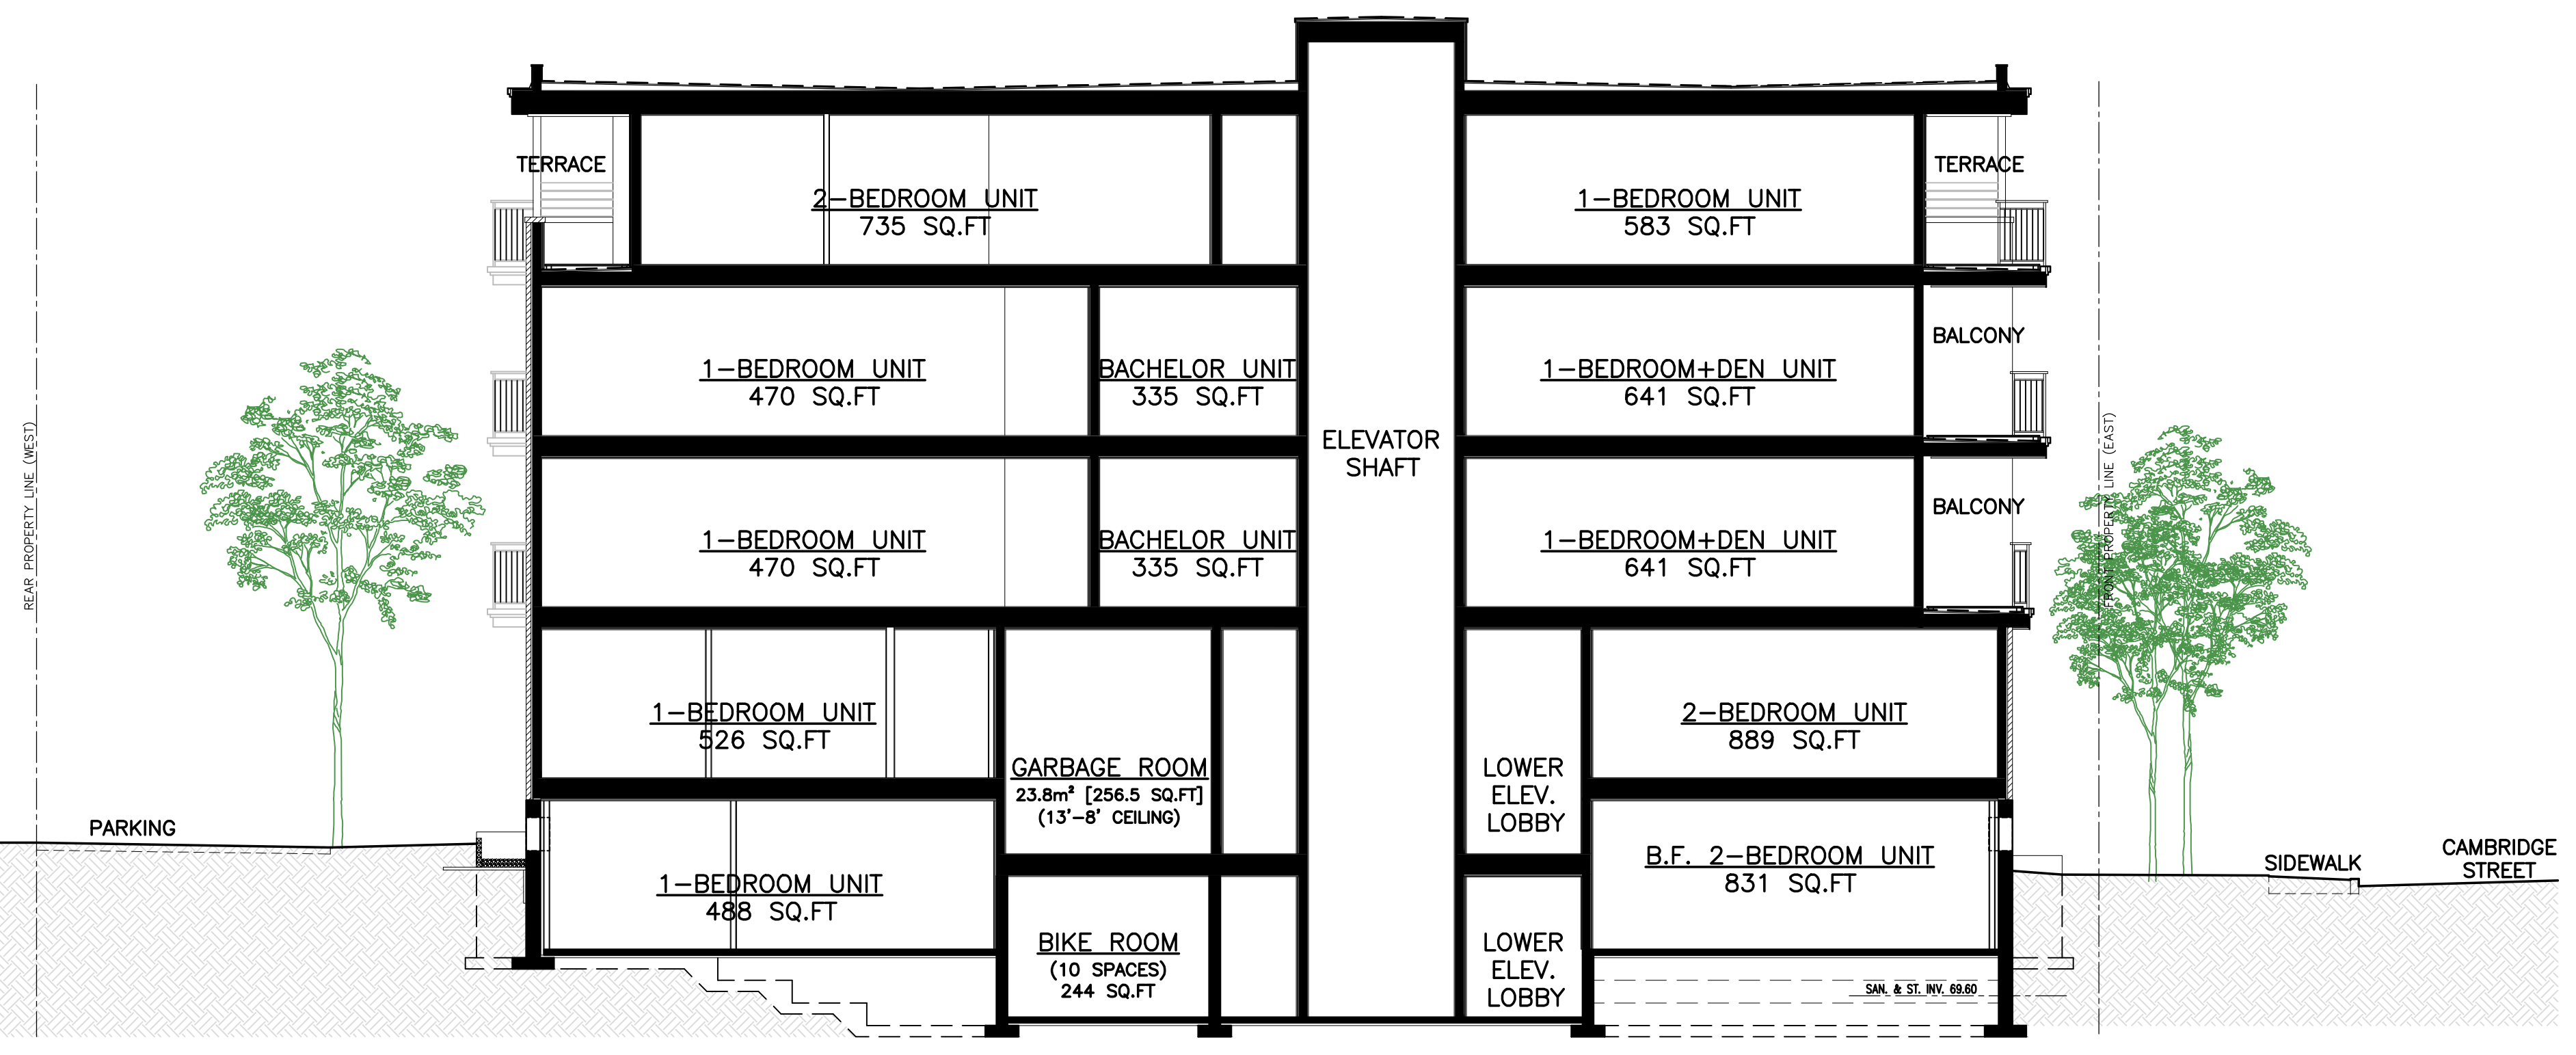 TERRACE
TERRACE
2-BEDROOM UNIT
735 SQ.FT
1-BEDROOM UNIT
583 SQ.FT
BALCONY
1-BEDROOM UNIT
470 SQ.FT
BACHELOR UNIT
335 SQ.FT
1-BEDROOM+DEN UNIT
641 SQ.FT
ELEVATOR
SHAFT
REAR PROPERTY LINE (WEST)
FRONT PROPERTY LINE (EAST)
BALCONY
1-BEDROOM UNIT
470 SQ.FT
BACHELOR UNIT
335 SQ.FT
1-BEDROOM+DEN UNIT
641 SQ.FT
1-BEDROOM UNIT
526 SQ.FT
2-BEDROOM UNIT
889 SQ.FT
GARBAGE ROOM
23.8m² [256.5 SQ.FT]
(13'-8' CEILING)
LOWER
ELEV.
LOBBY
PARKING
B.F. 2-BEDROOM UNIT
831 SQ.FT
SIDEWALK
CAMBRIDGE
STREET
1-BEDROOM UNIT
488 SQ.FT
BIKE ROOM
(10 SPACES)
244 SQ.FT
LOWER
ELEV.
LOBBY
SAN. & ST. INV. 69.60